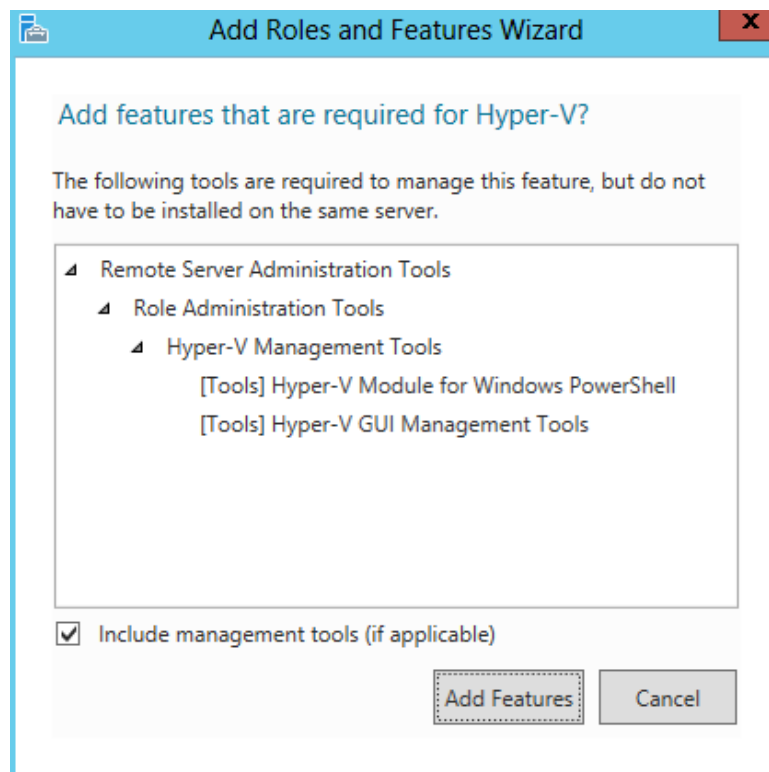 Add Roles and Features Wizard
x
Add features that are required for Hyper-V?
The following tools are required to manage this feature, but do not
have to be installed on the same server.
Remote Server Administration Tools
Role Administration Tools
Hyper-V Management Tools
[Tools] Hyper-V Module for Windows PowerShell
[Tools] Hyper-V GUI Management Tools
Include management tools (if applicable)
Add Features
Cancel